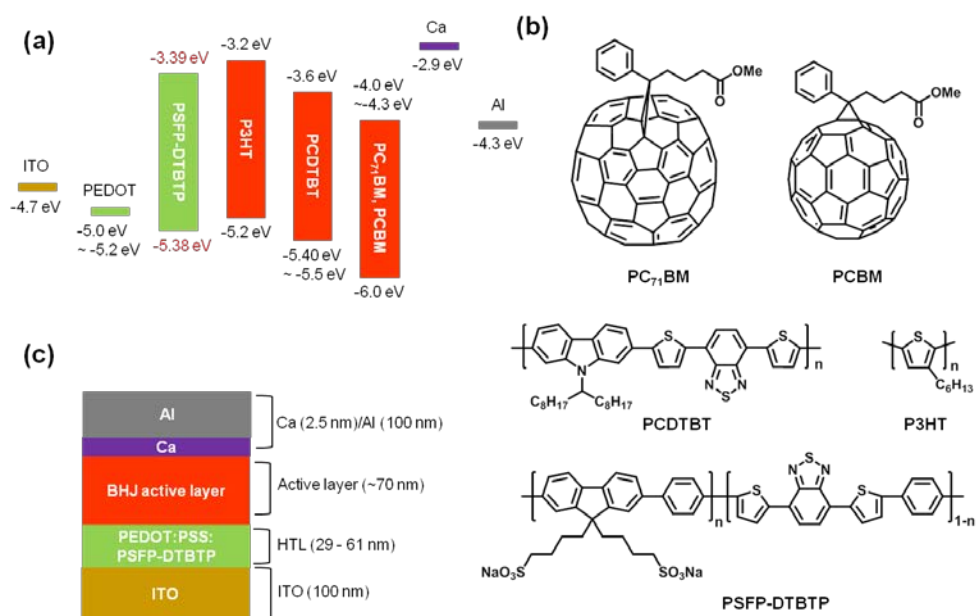 (a)
ITO
-4.7 eV
PEDOT
-5.0 eV
~ -5.2 eV
-3.39 eV
PSFP-DTBTP
-5.38 eV
-3.2 eV
P3HT
-5.2 eV
-3.6 eV
PCDTBT
-5.40 eV
~ -5.5 eV
-4.0 eV
~-4.3 eV
PC71BM, PCBM
-6.0 eV
Ca
-2.9 eV
Al
-4.3 eV
(b)
OMe
O
PC71BM
OMe
O
PCBM
N
C8H17 C8H17
S
N N
S
S
n
PCDTBT
S
n
C6H13
P3HT
NaO3S
SO3Na
n
S
N N
S
S
1-n
PSFP-DTBTP
(c)
Al
Ca
Ca (2.5 nm)/Al (100 nm)
BHJ active layer
Active layer (~70 nm)
PEDOT:PSS:
PSFP-DTBTP
HTL (29 - 61 nm)
ITO
ITO (100 nm)